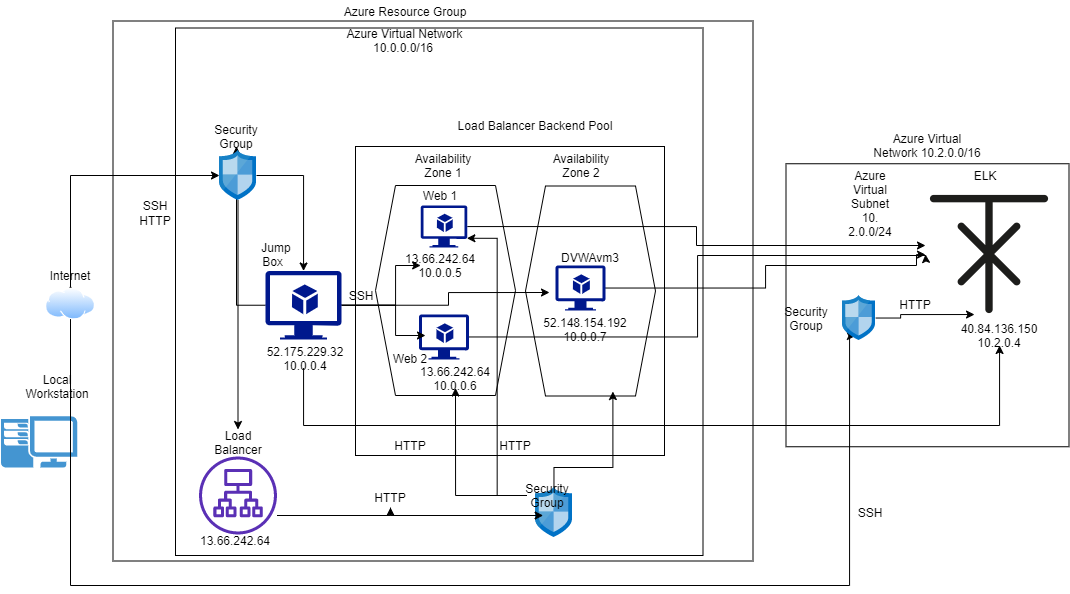 Azure Resource Group
Azure Virtual Network
10.0.0.0/16
Security
Group
SSH
HTTP
Internet
Local
Workstation
Jump
Box
52.175.229.32
10.0.0.4
SSH
Load
Balancer
13.66.242.64
HTTP
Load Balancer Backend Pool
Availability
Zone 1
Web 1
13.66.242.64
10.0.0.5
Web 2
13.66.242.64
10.0.0.6
Availability
Zone 2
DVWAvm3
52.148.154.192
10.0.0.7
HTTP
HTTP
Security
Group
Azure Virtual
Network 10.2.0.0/16
Azure
Virtual
Subnet
10.
2.0.0/24
ELK
Security
Group
HTTP
40.84.136.150
10.2.0.4
SSH